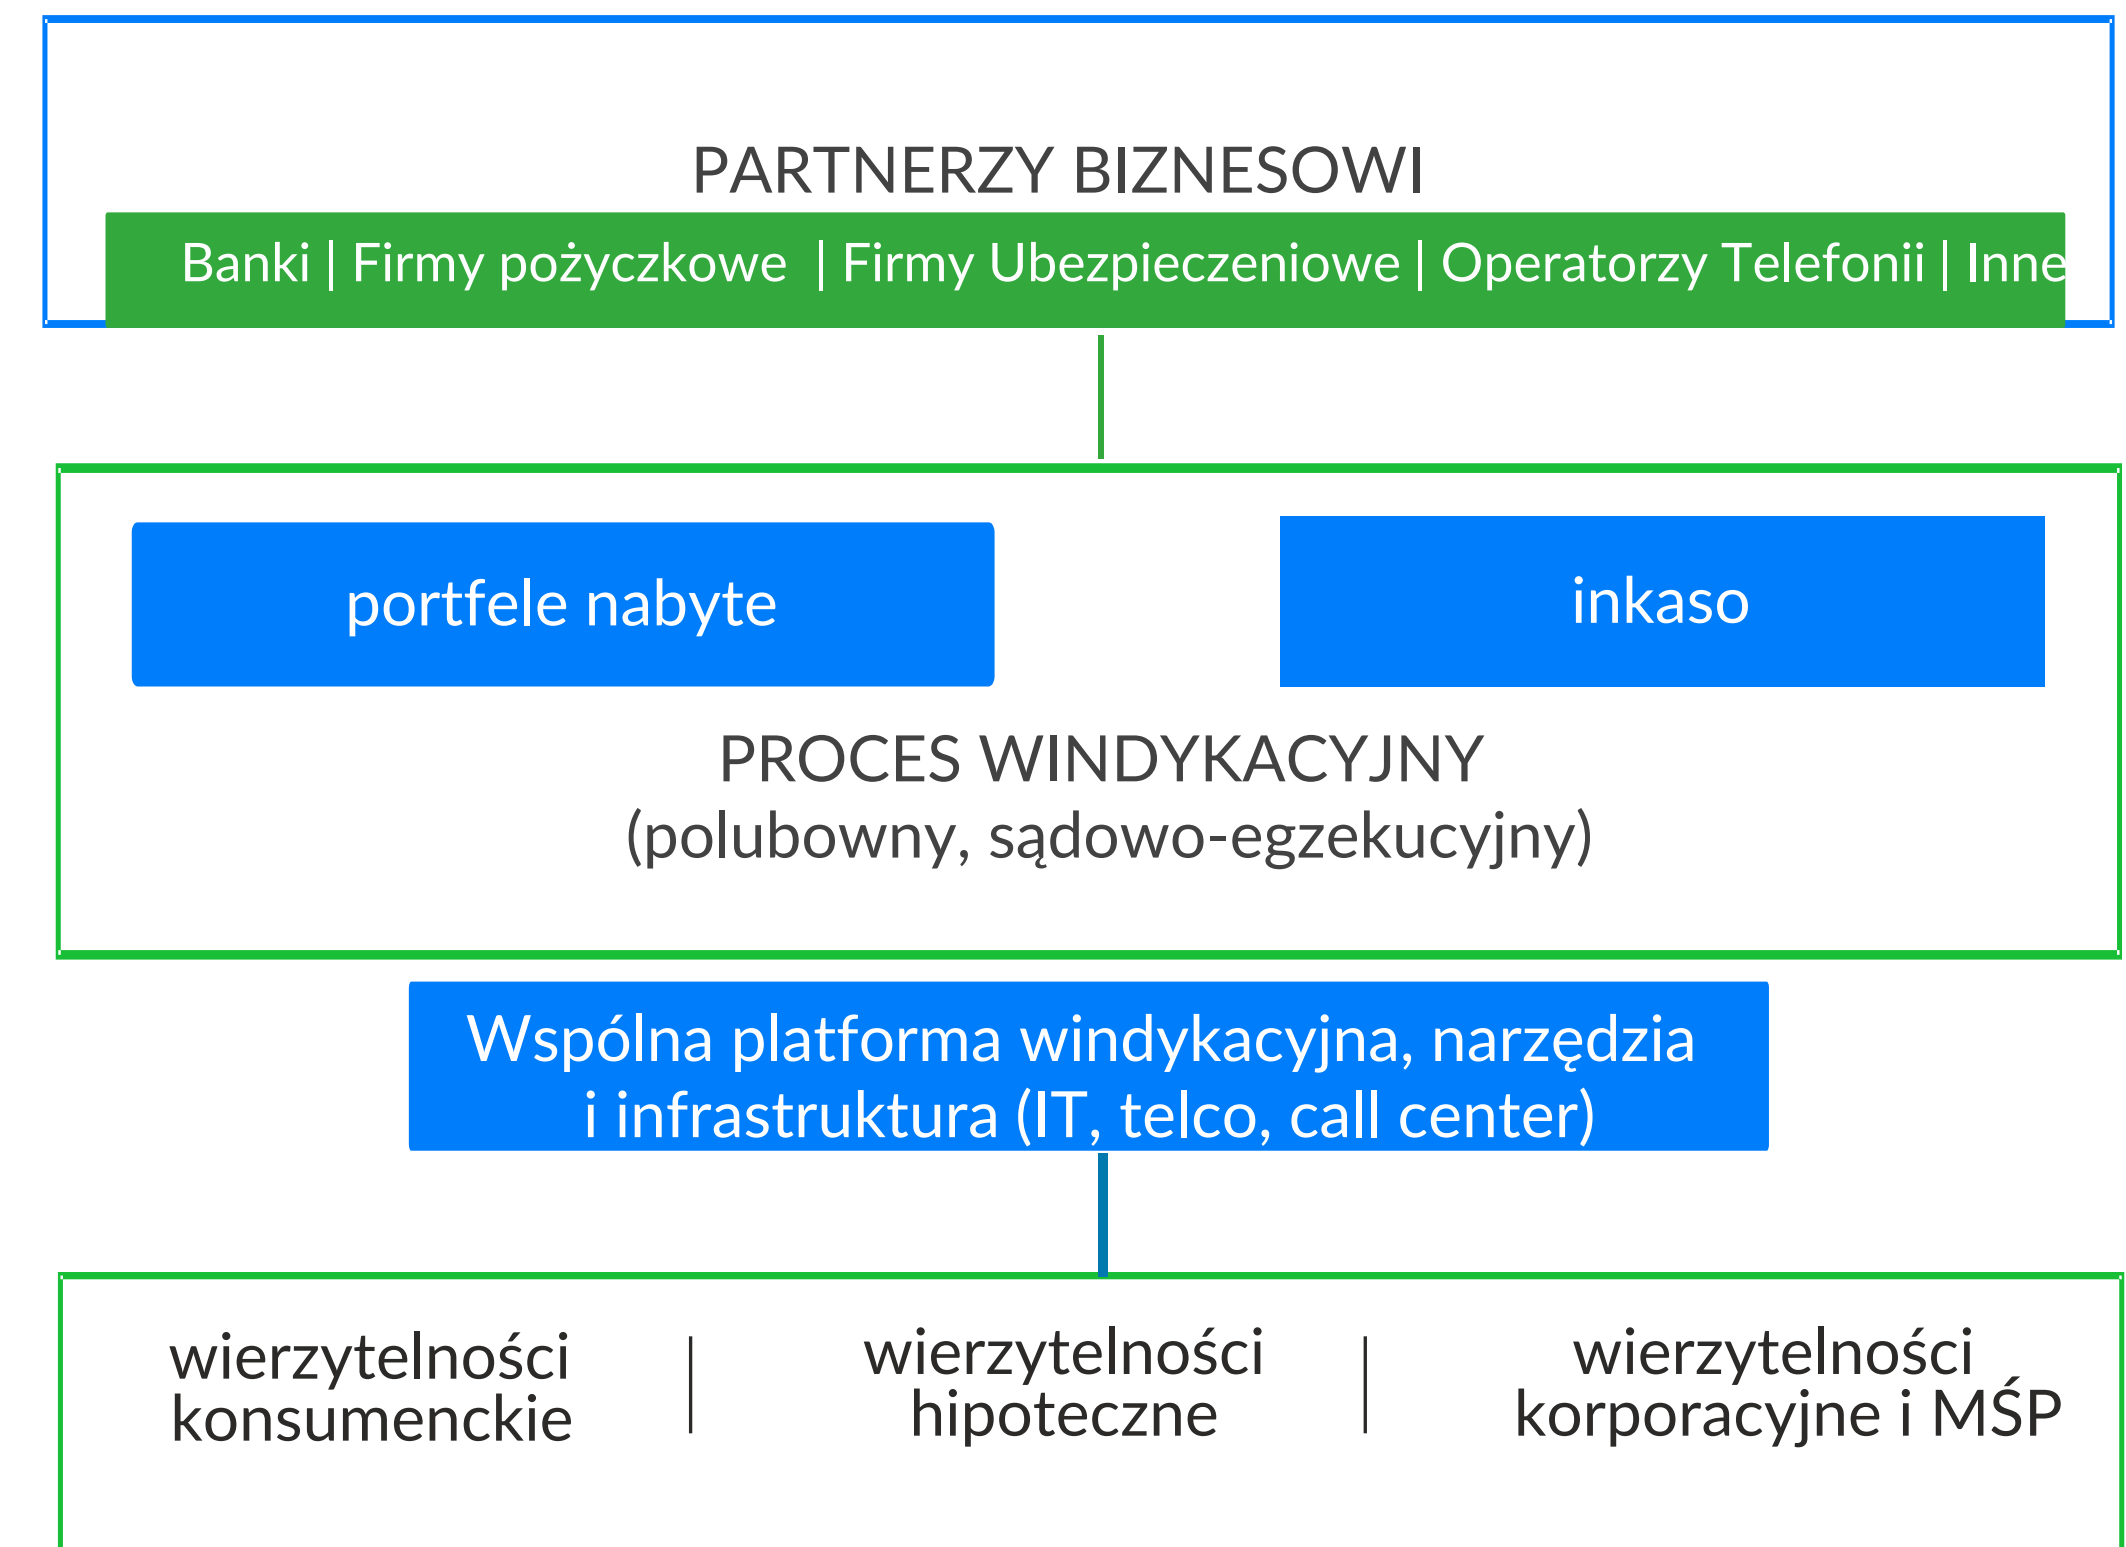 PARTNERZY BIZNESOWI
Banki | Firmy pożyczkowe | Firmy Ubezpieczeniowe | Operatorzy Telefonii | Inne
portfele nabyte
inkaso
PROCES WINDYKACYJNY
(polubowny, sądowo-egzekucyjny)
Wspólna platforma windykacyjna, narzędzia
i infrastruktura (IT, telco, call center)
wierzytelności
konsumenckie
wierzytelności
hipoteczne
wierzytelności
korporacyjne i MŚP